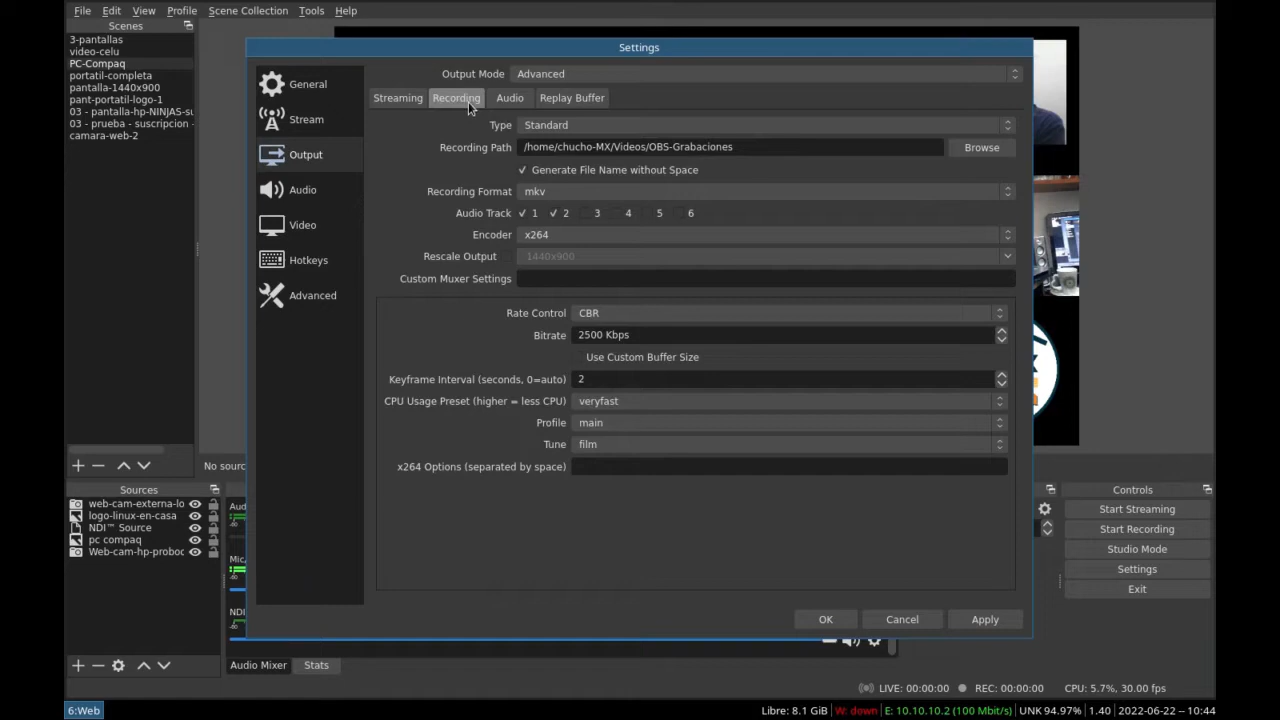 File Edit View Profile Scene Collection Tools Help
Scenes
3-pantallas
video-celu
PC-Compaq
portatil-completa
pantalla-1440x900
pant-portatil-logo-1
03 - pantalla-hp-NINJAS-su
03 - prueba - suscripcion -
camara-web-2
Settings
General
Stream
Output
Audio
Video
Hotkeys
Advanced
Output Mode Advanced
Streaming Recording Audio Replay Buffer
Type Standard
Recording Path /home/chucho-MX/Videos/OBS-Grabaciones Browse
Generate File Name without Space
Recording Format mkv
Audio Track 1 2 3 4 5 6
Encoder x264
Rescale Output 1440x900
Custom Muxer Settings
Rate Control CBR
Bitrate 2500 Kbps
Use Custom Buffer Size
Keyframe Interval (seconds, 0=auto) 2
CPU Usage Preset (higher = less CPU) veryfast
Profile main
Tune film
x264 Options (separated by space)
OK Cancel Apply
No sourc
Sources
web-cam-externa-lo
logo-linux-en-casa
NDI™ Source
pc compaq
Web-cam-hp-proboc
Aud
-60
Mic/
-60
NDI
-60
Audio Mixer Stats
Controls
Start Streaming
Start Recording
Studio Mode
Settings
Exit
LIVE: 00:00:00 REC: 00:00:00 CPU: 5.7%, 30.00 fps
6:Web
Libre: 8.1 GiB W: down E: 10.10.10.2 (100 Mbit/s) UNK 94.97% 1.40 2022-06-22 -- 10:44